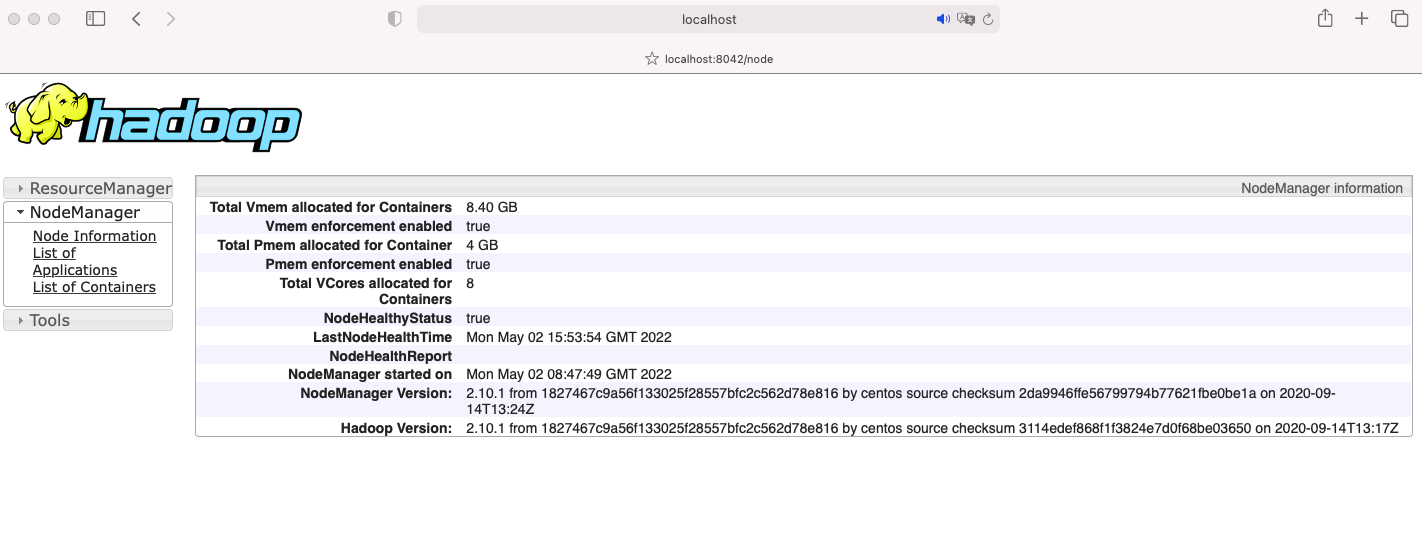 localhost
localhost:8042/node
hadoop
ResourceManager
NodeManager
Node Information
List of
Applications
List of Containers
Tools
NodeManager information
Total Vmem allocated for Containers 8.40 GB
Vmem enforcement enabled true
Total Pmem allocated for Container 4 GB
Pmem enforcement enabled true
Total VCores allocated for 8
Containers
NodeHealthyStatus true
LastNodeHealthTime Mon May 02 15:53:54 GMT 2022
NodeHealthReport
NodeManager started on Mon May 02 08:47:49 GMT 2022
NodeManager Version: 2.10.1 from 1827467c9a56f133025f28557bfc2c562d78e816 by centos source checksum 2da9946ffe56799794b77621fbe0be1a on 2020-09-
14T13:24Z
Hadoop Version: 2.10.1 from 1827467c9a56f133025f28557bfc2c562d78e816 by centos source checksum 3114edef868f1f3824e7d0f68be03650 on 2020-09-14T13:17Z